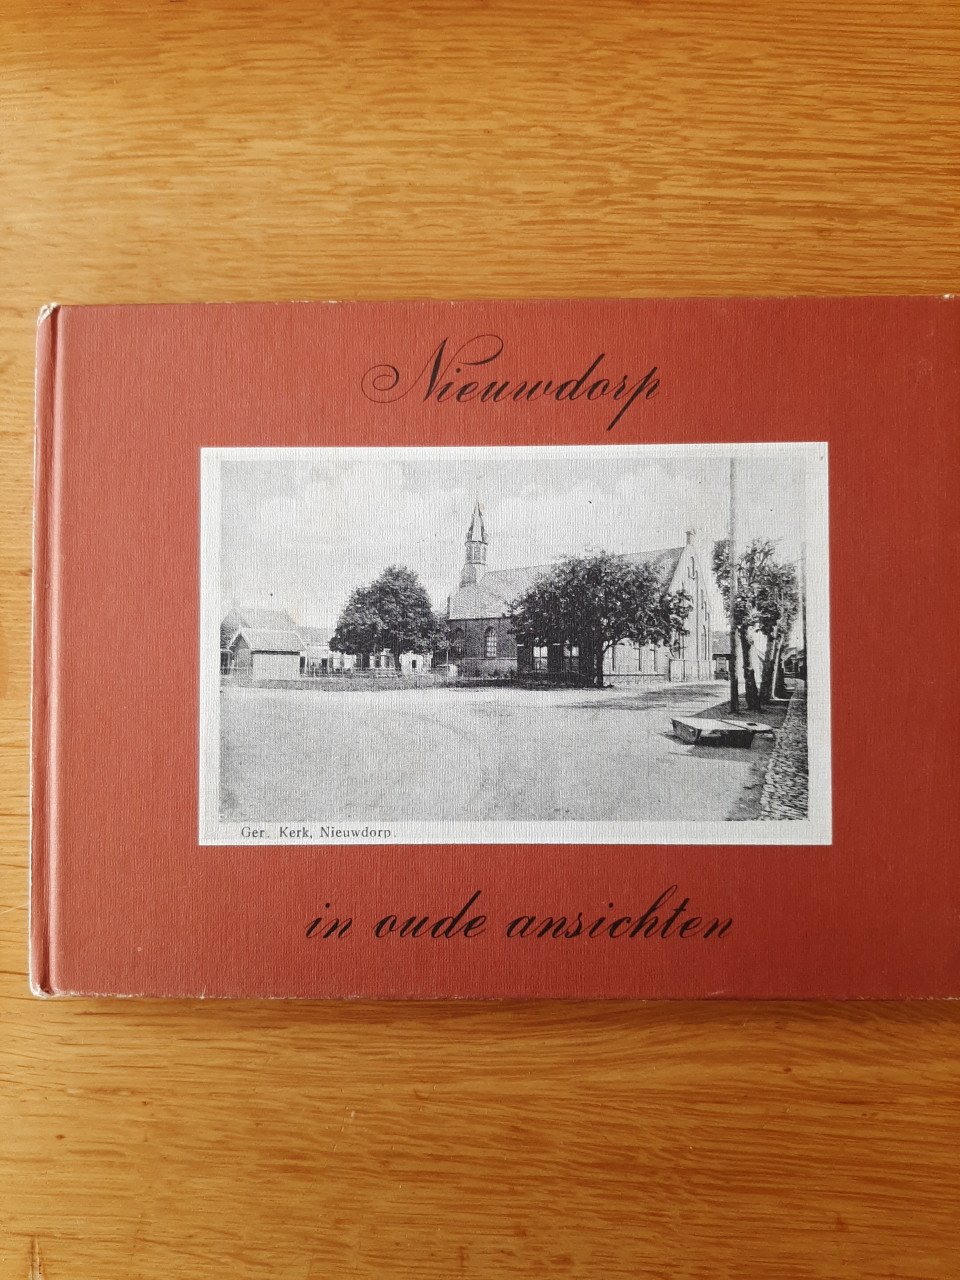 Nieuwdorp
Ger. Kerk, Nieuwdorp.
in oude ansichten